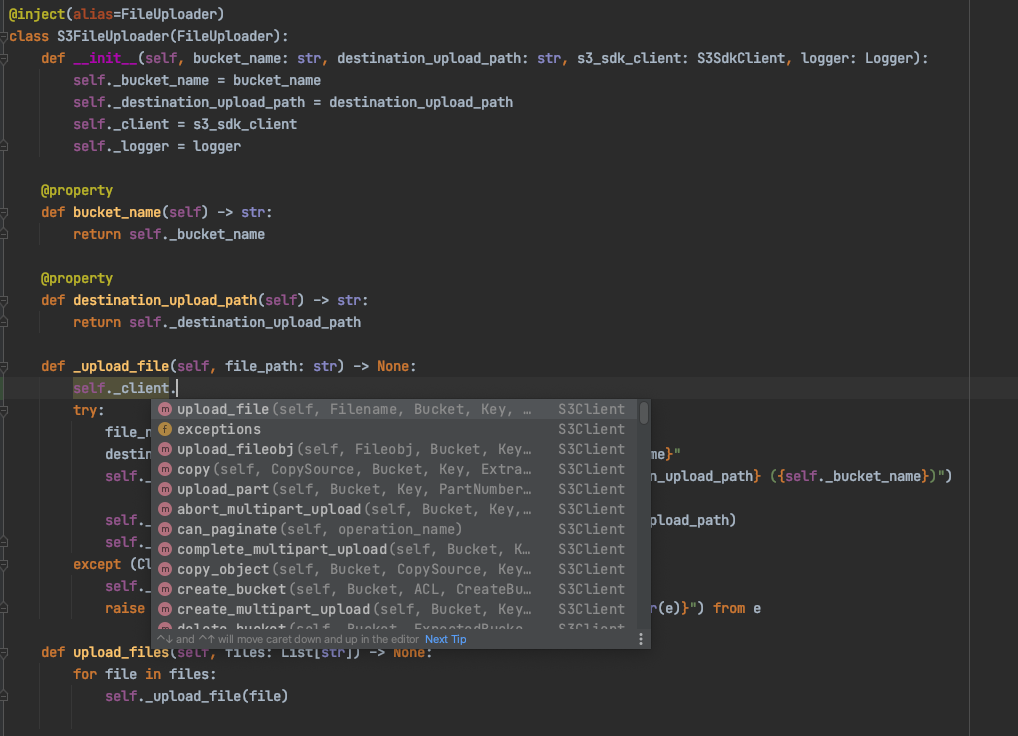 @inject(alias=FileUploader)
class S3FileUploader(FileUploader):
def __init__(self, bucket_name: str, destination_upload_path: str, s3_sdk_client: S3SdkClient, logger: Logger):
self._bucket_name = bucket_name
self._destination_upload_path = destination_upload_path
self._client = s3_sdk_client
self._logger = logger
@property
def bucket_name(self) -> str:
return self._bucket_name
@property
def destination_upload_path(self) -> str:
return self._destination_upload_path
def _upload_file(self, file_path: str) -> None:
self._client.
try:
upload_file(self, Filename, Bucket, Key, … S3Client
file_n
exceptions S3Client
destin
upload_fileobj(self, Fileobj, Bucket, Key… S3Client
me}"
self._
copy(self, CopySource, Bucket, Key, Extra… S3Client
n_upload_path} ({self._bucket_name})")
upload_part(self, Bucket, Key, PartNumber… S3Client
abort_multipart_upload(self, Bucket, Key,… S3Client
self._
can_paginate(self, operation_name) S3Client
pload_path)
self._
complete_multipart_upload(self, Bucket, K… S3Client
except (Cl
copy_object(self, Bucket, CopySource, Key… S3Client
self._
create_bucket(self, Bucket, ACL, CreateBu… S3Client
raise
create_multipart_upload(self, Bucket, Key… S3Client
r(e)}") from e
delete_bucket(self, Bucket, ExpectedBucke… S3Client
^↓ and ^↑ will move caret down and up in the editor Next Tip
def upload_files(self, files: List[str]) -> None:
for file in files:
self._upload_file(file)